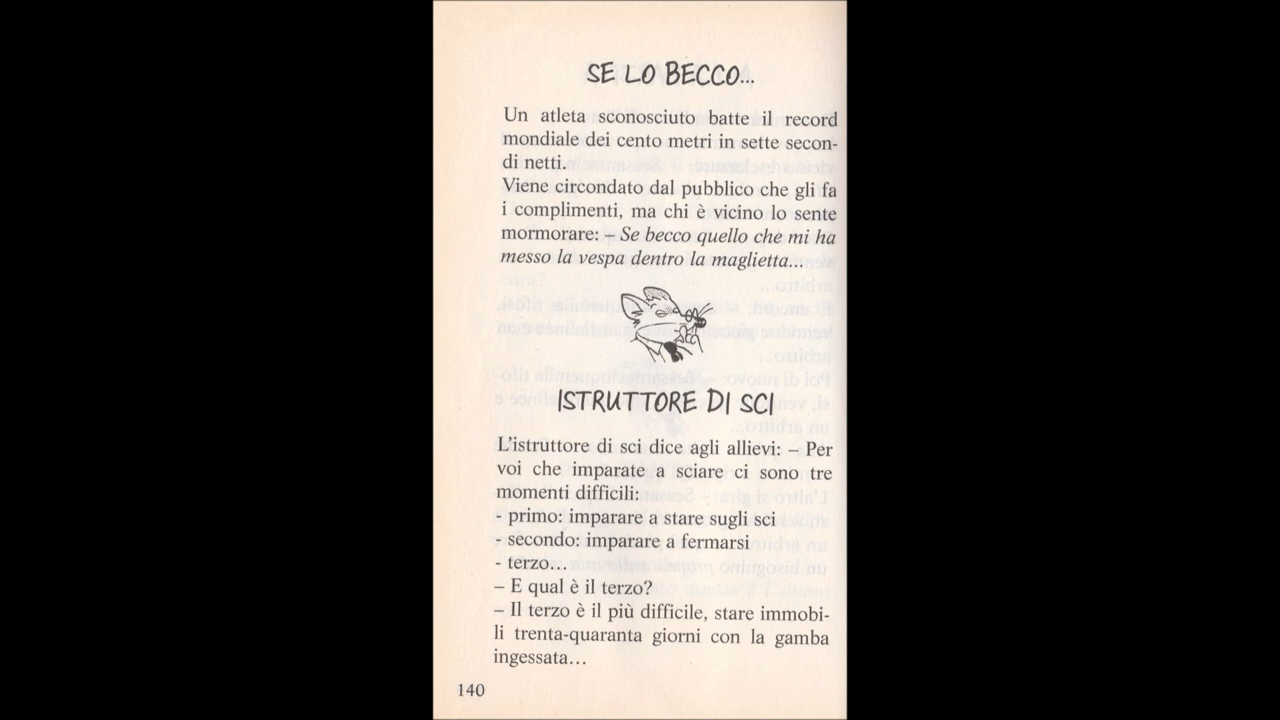 SE LO BECCO...
Un atleta sconosciuto batte il record
mondiale dei cento metri in sette secon-
di netti.
Viene circondato dal pubblico che gli fa
i complimenti, ma chi è vicino lo sente
mormorare: – Se becco quello che mi ha
messo la vespa dentro la maglietta...
ISTRUTTORE DI SCI
L'istruttore di sci dice agli allievi: – Per
voi che imparate a sciare ci sono tre
momenti difficili:
- primo: imparare a stare sugli sci
- secondo: imparare a fermarsi
- terzo...
– E qual è il terzo?
– Il terzo è il più difficile, stare immobi-
li trenta-quaranta giorni con la gamba
ingessata...
140